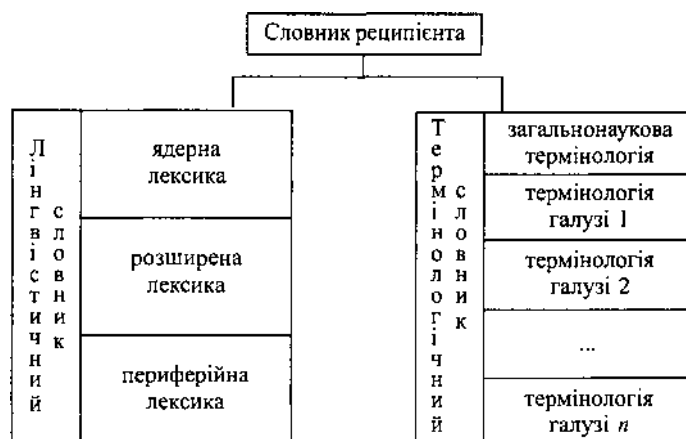 Словник реципієнта
Лінгвістичний
словник
ядерна
лексика
розширена
лексика
периферійна
лексика
Термінологічний
словник
загальнонаукова
термінологія
термінологія
галузі 1
термінологія
галузі 2
...
термінологія
галузі n